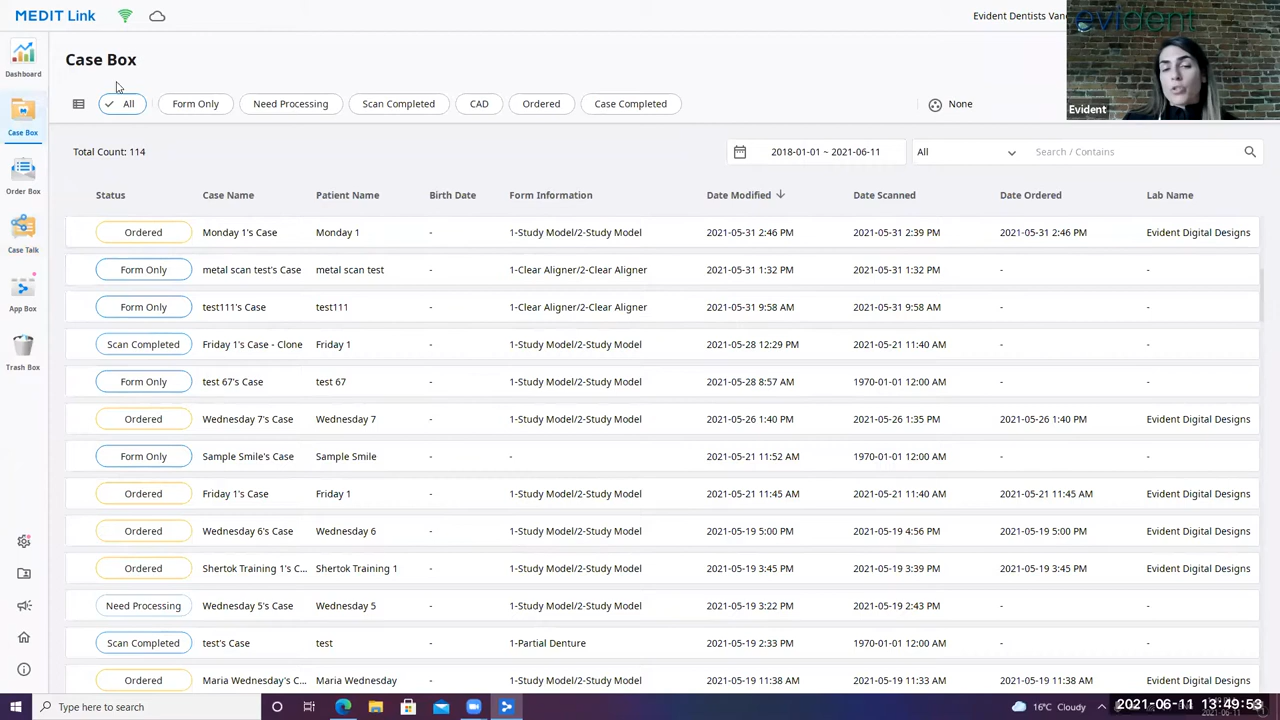 MEDIT Link
Evident Dentists
evident
Evident
Dashboard
Case Box
Order Box
Case Talk
App Box
Trash Box
Case Box
All
Form Only
Need Processing
Scan Completed
CAD
Ordered
Case Completed
None
Total Count: 114
2018-01-01 ~ 2021-06-11
All
Search / Contains
Status Case Name Patient Name Birth Date Form Information Date Modified Date Scanned Date Ordered Lab Name
Ordered Monday 1's Case Monday 1 - 1-Study Model/2-Study Model 2021-05-31 2:46 PM 2021-05-31 2:39 PM 2021-05-31 2:46 PM Evident Digital Designs
Form Only metal scan test's Case metal scan test - 1-Clear Aligner/2-Clear Aligner 2021-05-31 1:32 PM 2021-05-31 1:32 PM - -
Form Only test111's Case test111 - 1-Clear Aligner/2-Clear Aligner 2021-05-31 9:58 AM 2021-05-31 9:58 AM - -
Scan Completed Friday 1's Case - Clone Friday 1 - 1-Study Model/2-Study Model 2021-05-28 12:29 PM 2021-05-21 11:40 AM - -
Form Only test 67's Case test 67 - 1-Study Model/2-Study Model 2021-05-28 8:57 AM 1970-01-01 12:00 AM - -
Ordered Wednesday 7's Case Wednesday 7 - 1-Study Model/2-Study Model 2021-05-26 1:40 PM 2021-05-26 1:35 PM 2021-05-26 1:40 PM Evident Digital Designs
Form Only Sample Smile's Case Sample Smile - - 2021-05-21 11:52 AM 1970-01-01 12:00 AM - -
Ordered Friday 1's Case Friday 1 - 1-Study Model/2-Study Model 2021-05-21 11:45 AM 2021-05-21 11:40 AM 2021-05-21 11:45 AM Evident Digital Designs
Ordered Wednesday 6's Case Wednesday 6 - 1-Study Model/2-Study Model 2021-05-19 5:00 PM 2021-05-19 4:56 PM 2021-05-19 5:00 PM Evident Digital Designs
Ordered Shertok Training 1's C... Shertok Training 1 - 1-Study Model/2-Study Model 2021-05-19 3:45 PM 2021-05-19 3:39 PM 2021-05-19 3:45 PM Evident Digital Designs
Need Processing Wednesday 5's Case Wednesday 5 - 1-Study Model/2-Study Model 2021-05-19 3:22 PM 2021-05-19 2:43 PM - -
Scan Completed test's Case test - 1-Partial Denture 2021-05-19 2:33 PM 1970-01-01 12:00 AM - -
Ordered Maria Wednesday's C... Maria Wednesday - 1-Study Model/2-Study Model 2021-05-19 11:38 AM 2021-05-19 11:33 AM 2021-05-19 11:38 AM Evident Digital Designs
Type here to search
16°C Cloudy
2021-06-11 13:49:53